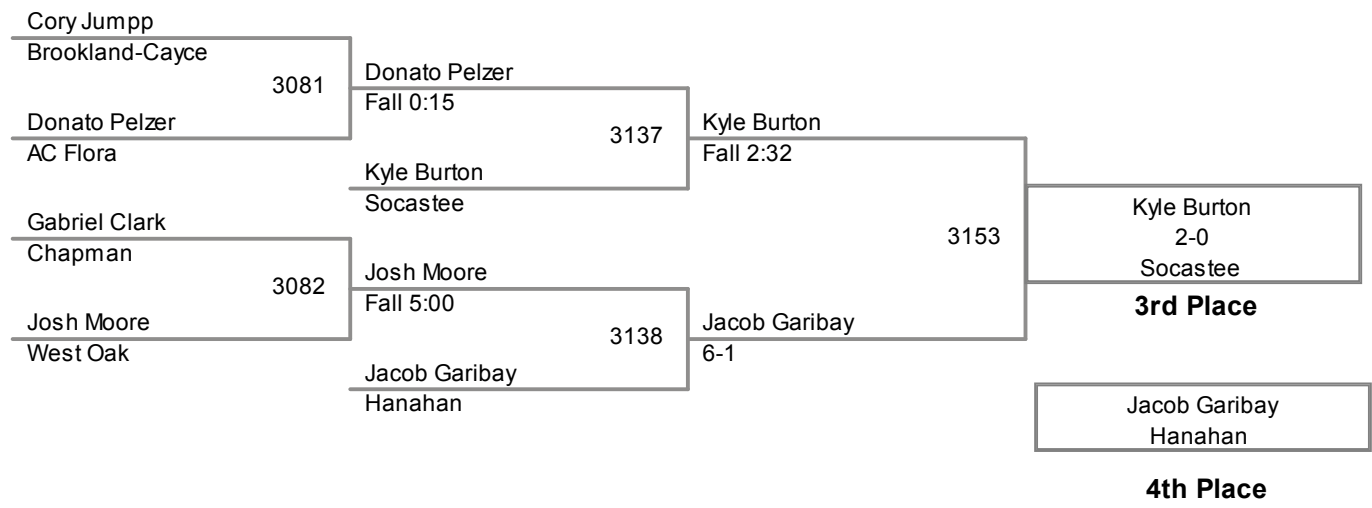 Cory Jumpp
Brookland-Cayce
3081
Donato Pelzer
AC Flora
Gabriel Clark
Chapman
3082
Josh Moore
West Oak
Donato Pelzer
Fall 0:15
3137
Kyle Burton
Socastee
Josh Moore
Fall 5:00
3138
Jacob Garibay
Hanahan
Kyle Burton
Fall 2:32
3153
Jacob Garibay
6-1
Kyle Burton
2-0
Socastee
3rd Place
Jacob Garibay
Hanahan
4th Place